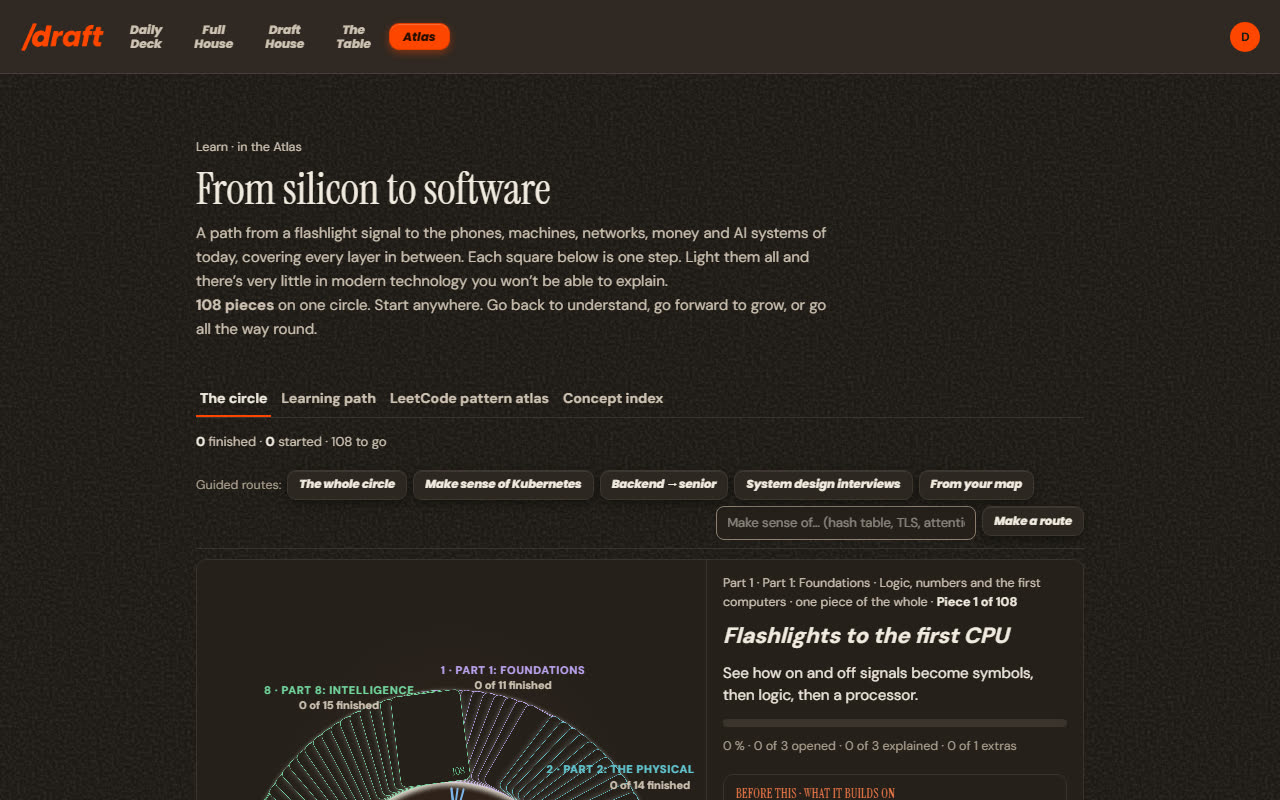 /draft
Daily
Deck
Full
House
Draft
House
The
Table
Atlas
D
Learn · in the Atlas
From silicon to software
A path from a flashlight signal to the phones, machines, networks, money and AI systems of
today, covering every layer in between. Each square below is one step. Light them all and
there’s very little in modern technology you won’t be able to explain.
108 pieces on one circle. Start anywhere. Go back to understand, go forward to grow, or go
all the way round.
The circle
Learning path
LeetCode pattern atlas
Concept index
0 finished · 0 started · 108 to go
Guided routes:
The whole circle
Make sense of Kubernetes
Backend → senior
System design interviews
From your map
Make sense of… (hash table, TLS, attenti
Make a route
1 · PART 1: FOUNDATIONS
0 of 11 finished
8 · PART 8: INTELLIGENCE
0 of 15 finished
2 · PART 2: THE PHYSICAL
0 of 14 finished
108
Part 1 · Part 1: Foundations · Logic, numbers and the first
computers · one piece of the whole · Piece 1 of 108
Flashlights to the first CPU
See how on and off signals become symbols,
then logic, then a processor.
0 % · 0 of 3 opened · 0 of 3 explained · 0 of 1 extras
BEFORE THIS · WHAT IT BUILDS ON